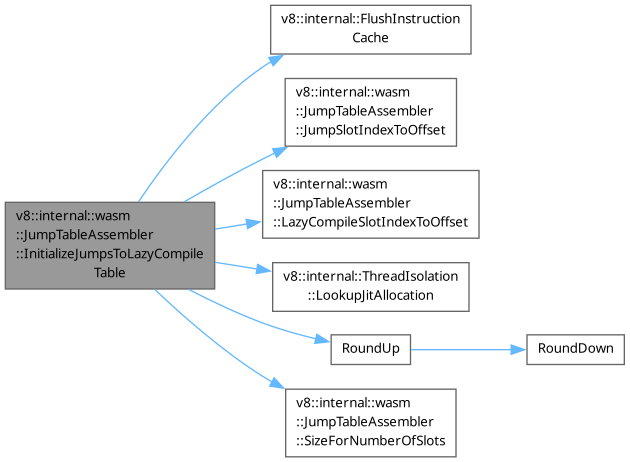 v8::internal::FlushInstruction
Cache
v8::internal::wasm
::JumpTableAssembler
::JumpSlotIndexToOffset
v8::internal::wasm
::JumpTableAssembler
::LazyCompileSlotIndexToOffset
v8::internal::wasm
::JumpTableAssembler
::InitializeJumpsToLazyCompile
Table
v8::internal::ThreadIsolation
::LookupJitAllocation
RoundUp
RoundDown
v8::internal::wasm
::JumpTableAssembler
::SizeForNumberOfSlots